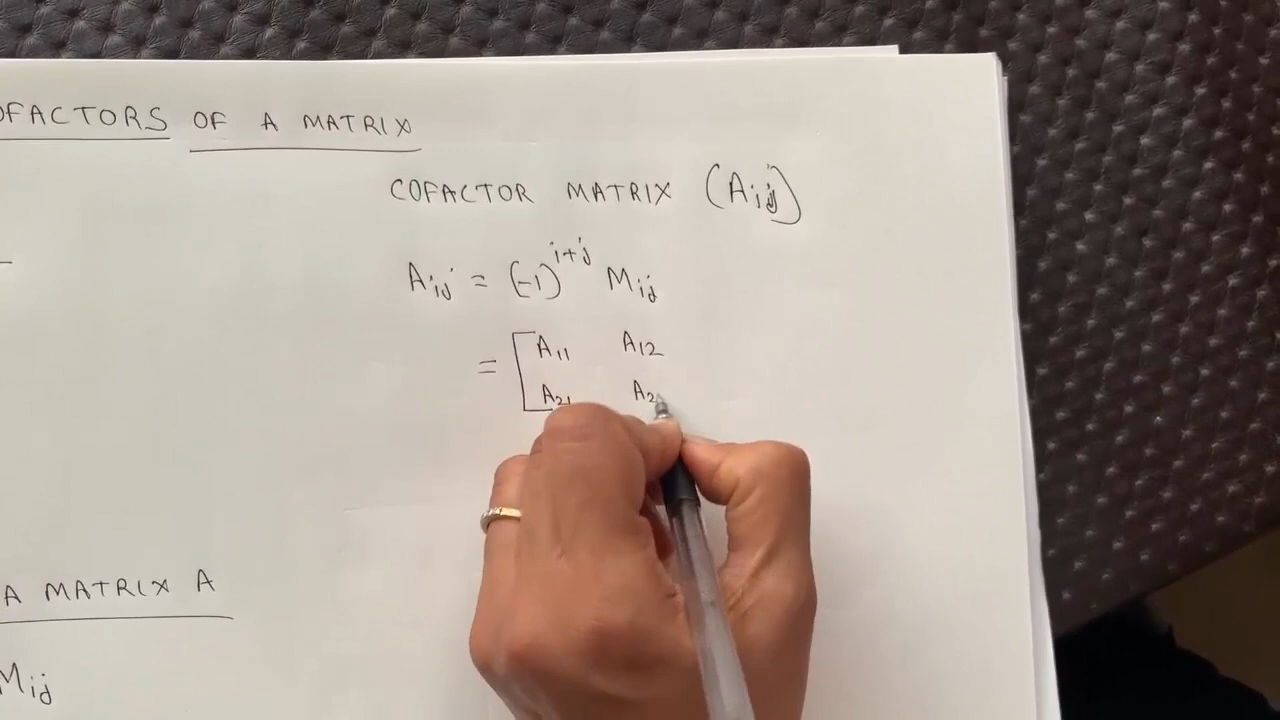 OFACTORS OF A MATRIX
COFACTOR MATRIX (Aij)
Aij = (-1)^i+j Mij
= [A11 A12
A21 A2
A MATRIX A
Mij